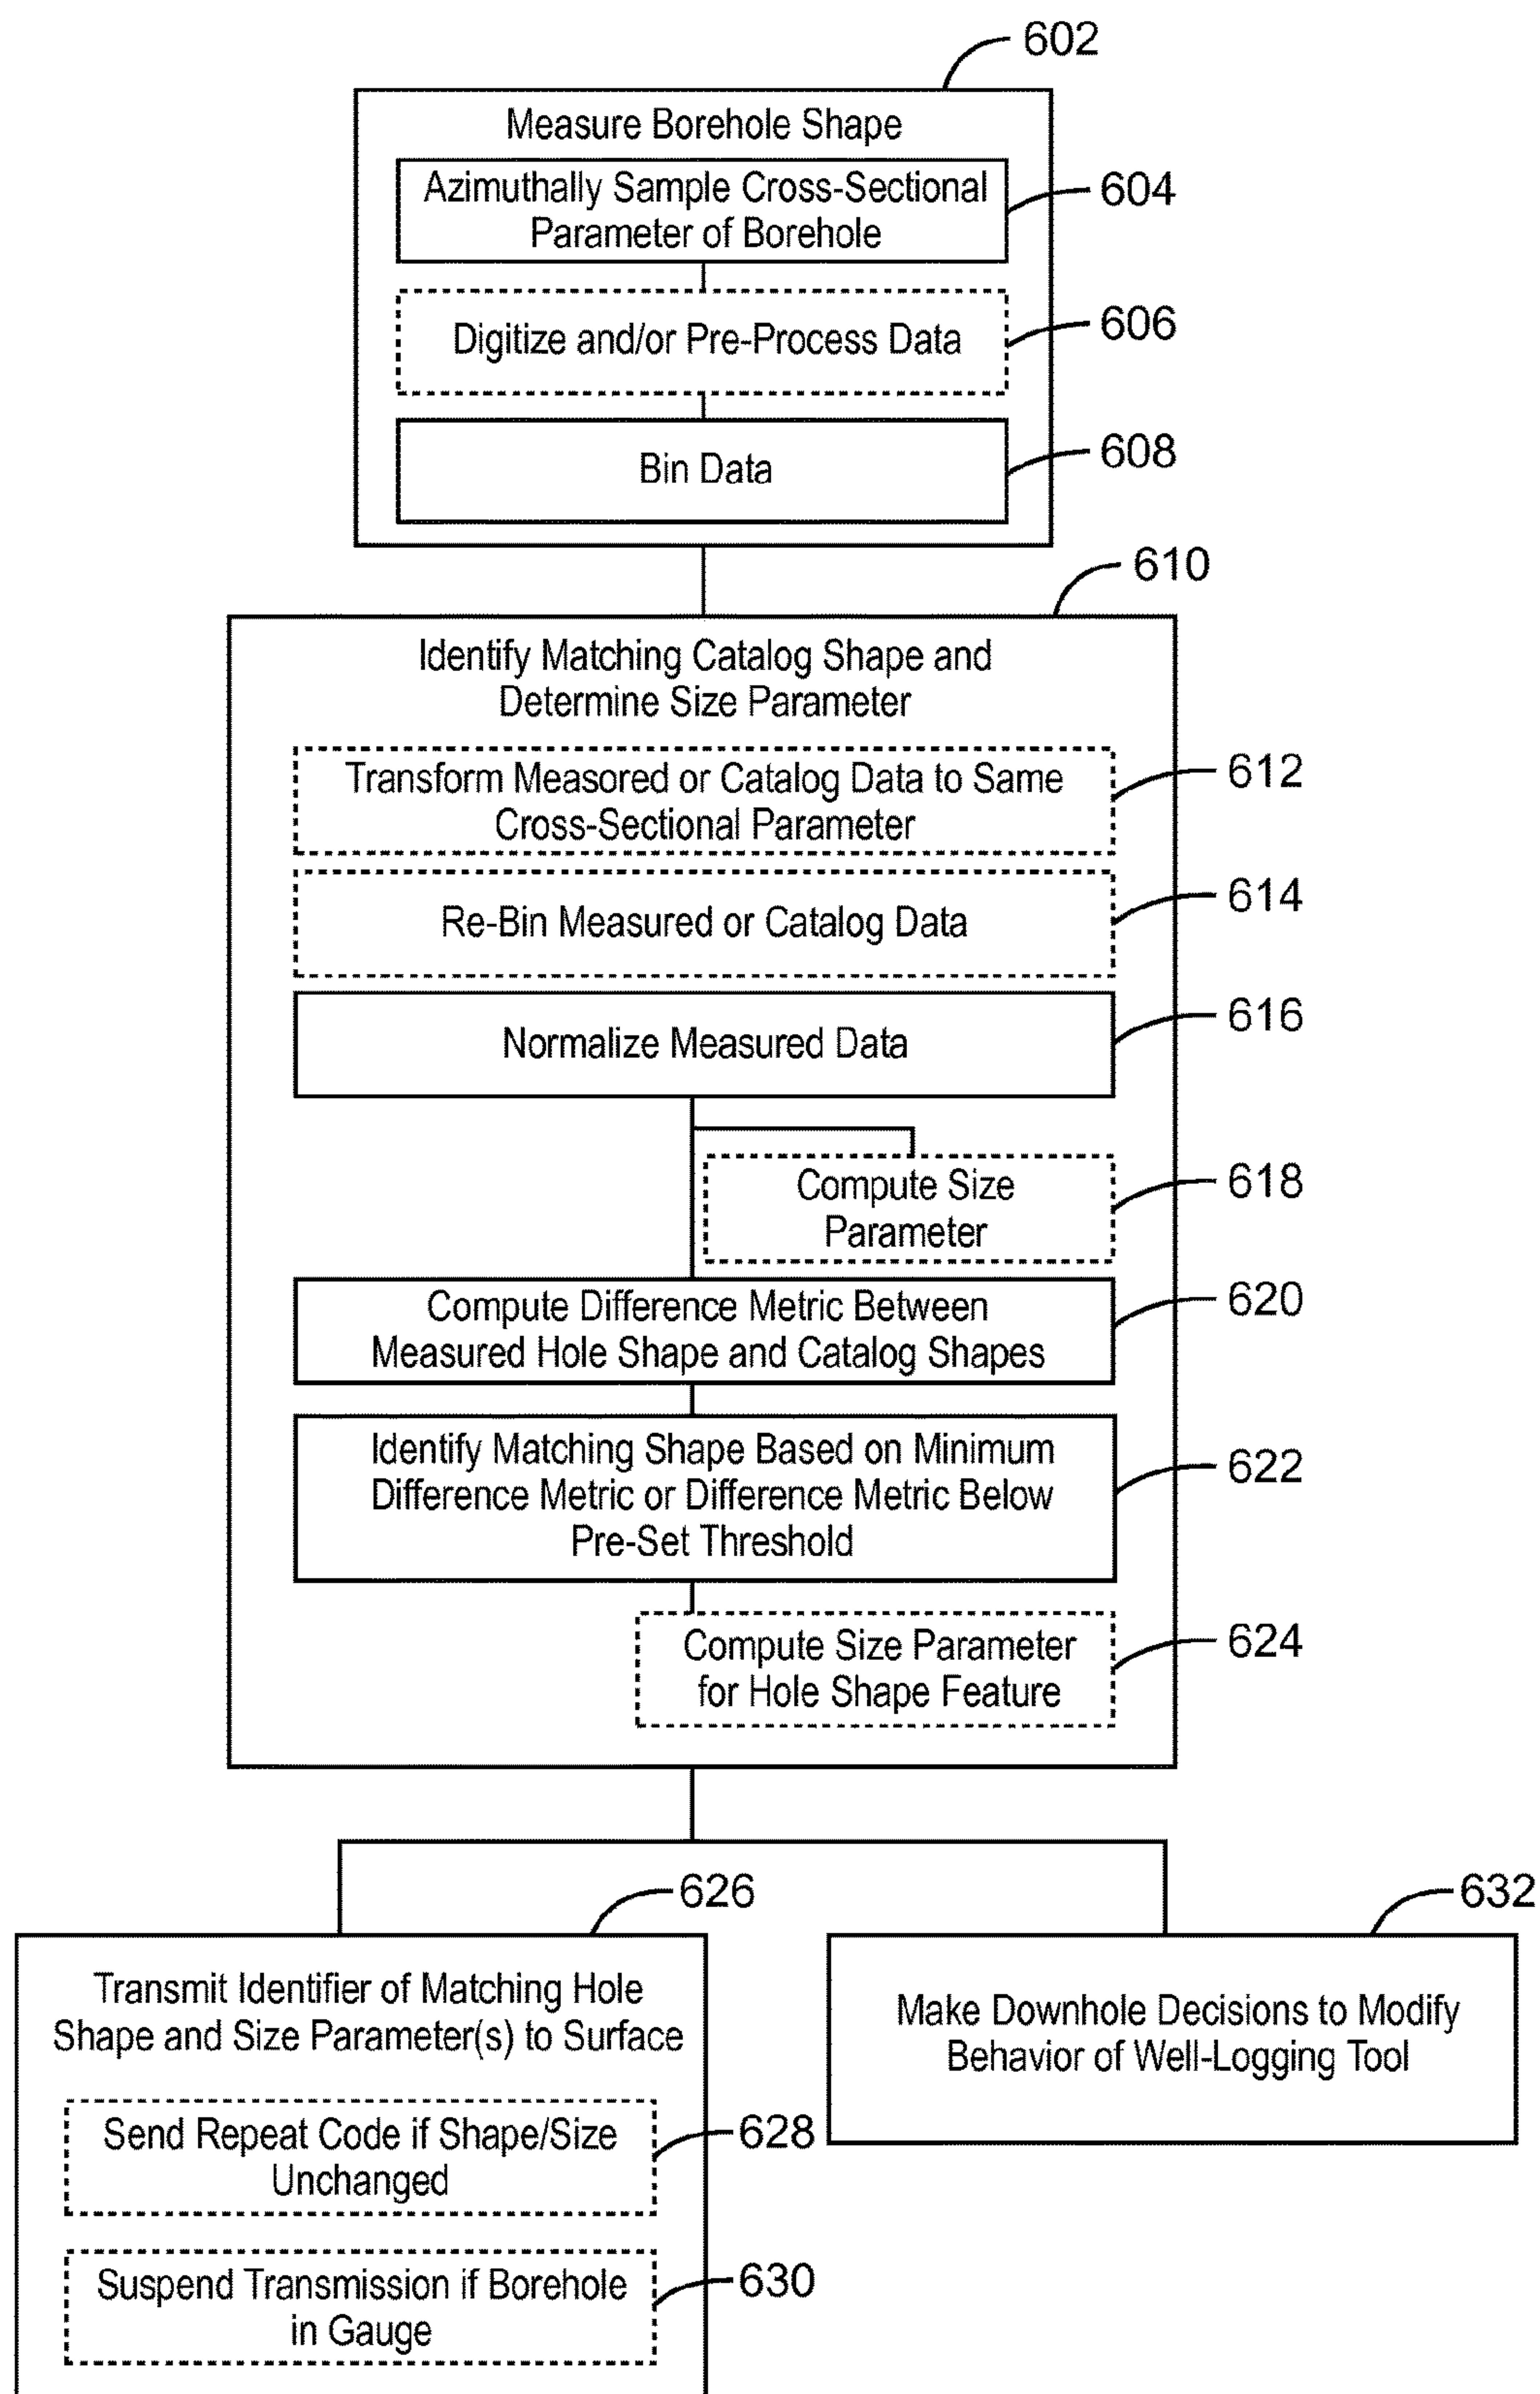 602
Measure Borehole Shape
Azimuthally Sample Cross-Sectional
Parameter of Borehole
604
Digitize and/or Pre-Process Data
606
Bin Data
608
610
Identify Matching Catalog Shape and
Determine Size Parameter
Transform Measored or Catalog Data to Same
Cross-Sectional Parameter
612
Re-Bin Measured or Catalog Data
614
Normalize Measured Data
616
Compute Size
Parameter
618
Compute Difference Metric Between
Measured Hole Shape and Catalog Shapes
620
Identify Matching Shape Based on Minimum
Difference Metric or Difference Metric Below
Pre-Set Threshold
622
Compute Size Parameter
for Hole Shape Feature
624
626
Transmit Identifier of Matching Hole
Shape and Size Parameter(s) to Surface
Send Repeat Code if Shape/Size
Unchanged
628
Suspend Transmission if Borehole
in Gauge
630
632
Make Downhole Decisions to Modify
Behavior of Well-Logging Tool